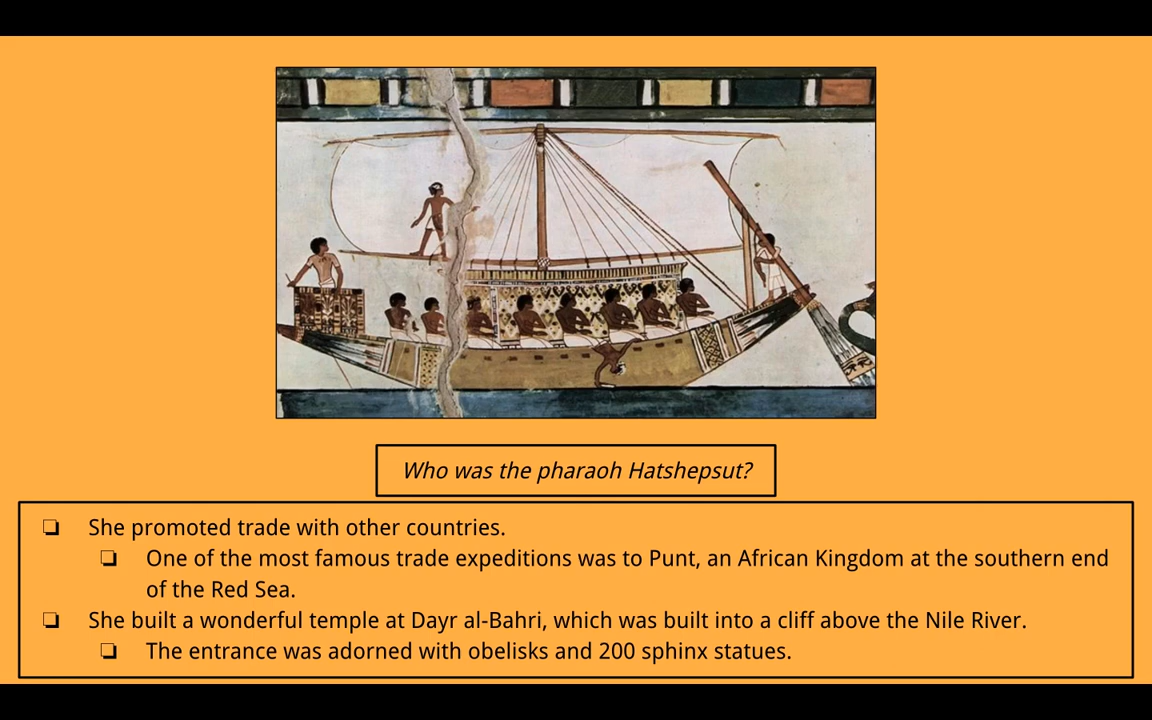 Who was the pharaoh Hatshepsut?
❏ She promoted trade with other countries.
❏ One of the most famous trade expeditions was to Punt, an African Kingdom at the southern end
of the Red Sea.
❏ She built a wonderful temple at Dayr al-Bahri, which was built into a cliff above the Nile River.
❏ The entrance was adorned with obelisks and 200 sphinx statues.